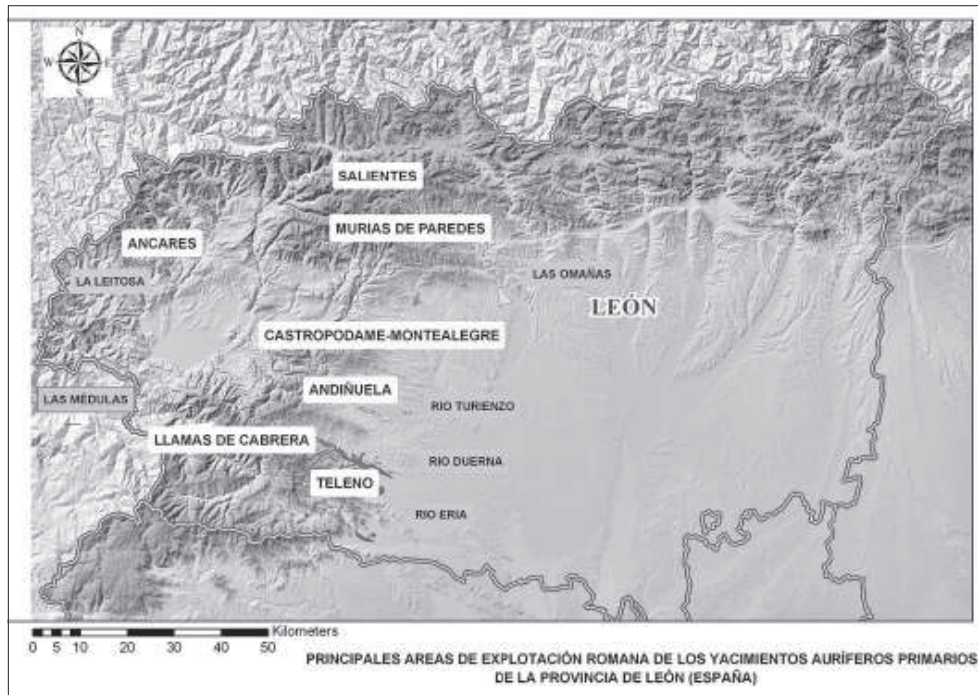 N
W E
S
SALIENTES
MURIAS DE PAREDES
ANCARES
LA LEITOSA
LAS OMAÑAS
LEÓN
CASTROPODAME-MONTEALEGRE
ANDIÑUELA
LAS MÉDULAS
RIO TURIENZO
LLAMAS DE CABRERA
RIO DUERNA
TELENO
RIO ERIA
Kilometers
0 5 10 20 30 40 50
PRINCIPALES AREAS DE EXPLOTACIÓN ROMANA DE LOS YACIMIENTOS AURÍFEROS PRIMARIOS
DE LA PROVINCIA DE LEÓN (ESPAÑA)